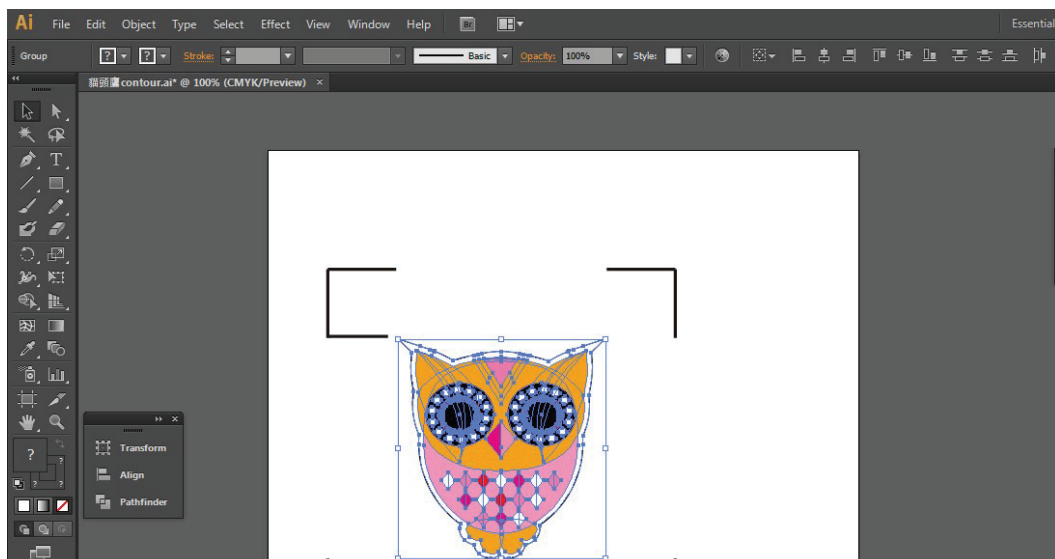 Ai File Edit Object Type Select Effect View Window Help Br Essential
Group ? ? Stroke: Basic Opacity: 100% Style:
貓頭鷹contour.ai* @ 100% (CMYK/Preview) ×
T
Transform
Align
Pathfinder
?
?
? ?